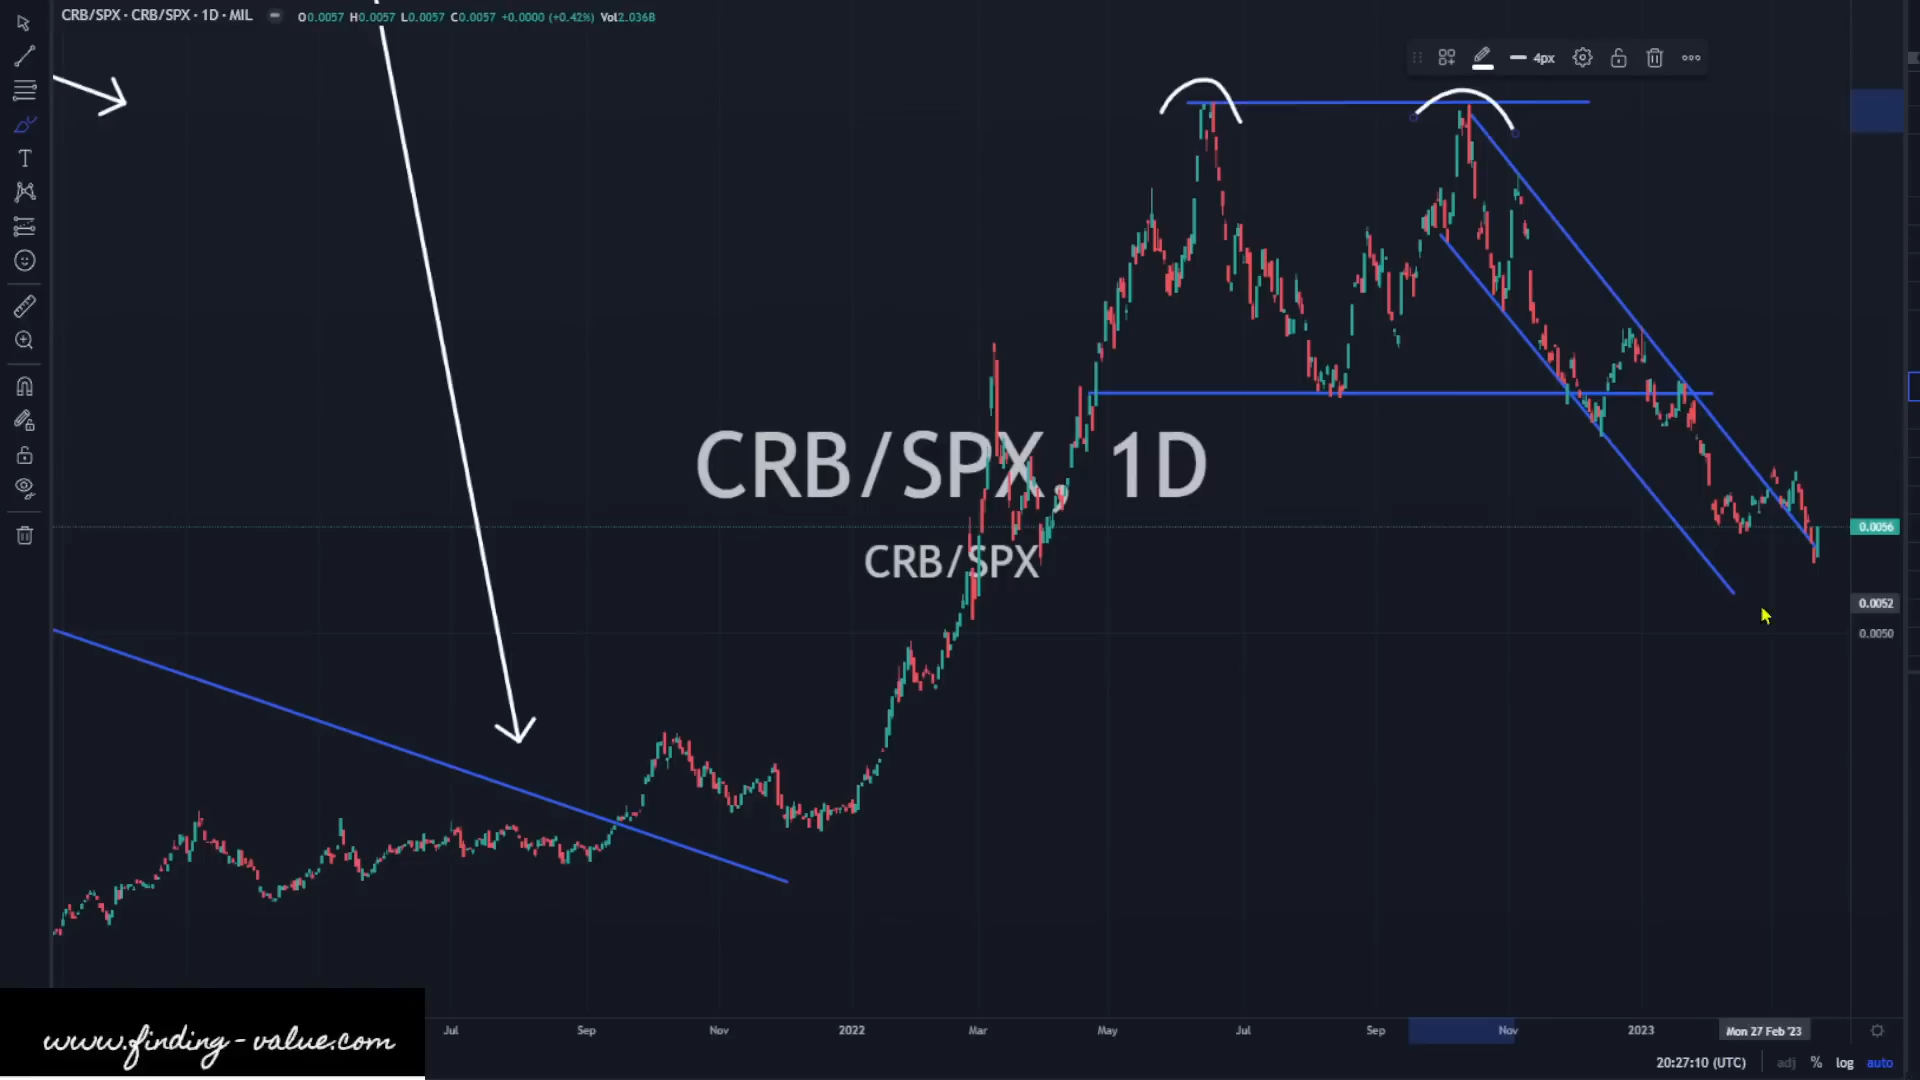 CRB/SPX · CRB/SPX · 1D · MIL O0.0057 H0.0057 L0.0057 C0.0057 +0.0000 (+0.42%) Vol2.036B
4px
CRB/SPX, 1D
CRB/SPX
0.0056
0.0052
0.0050
Jul Sep Nov 2022 Mar May Jul Sep Nov 2023 Mon 27 Feb '23
www.finding-value.com
20:27:10 (UTC) adj % log auto